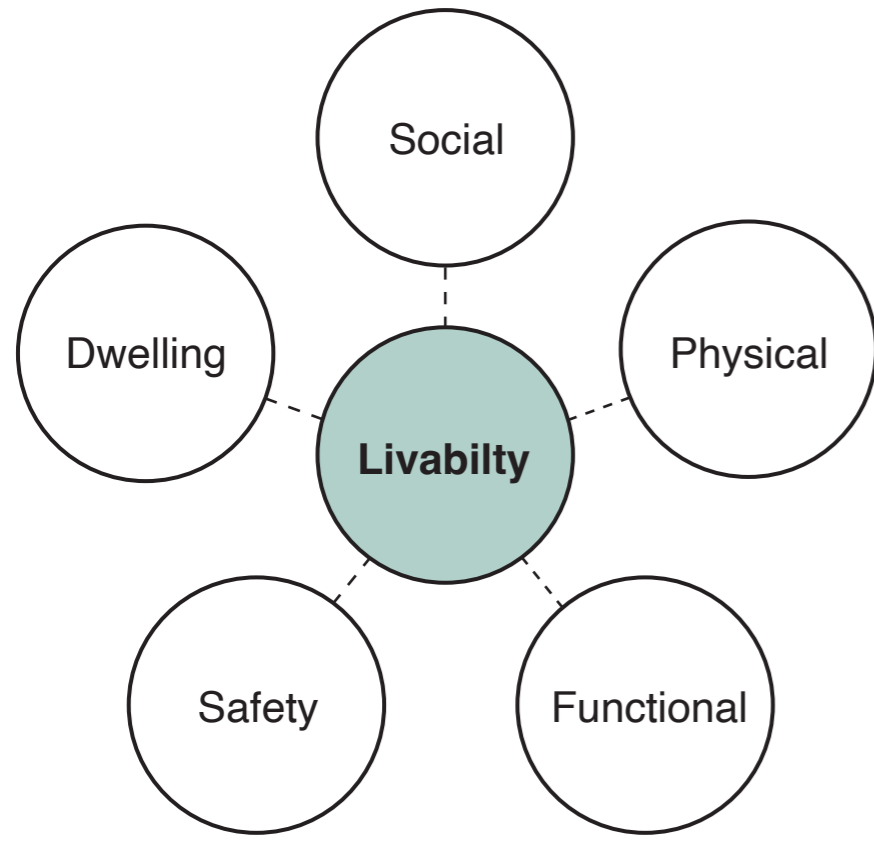 Social
Dwelling
Physical
Livabilty
Safety
Functional